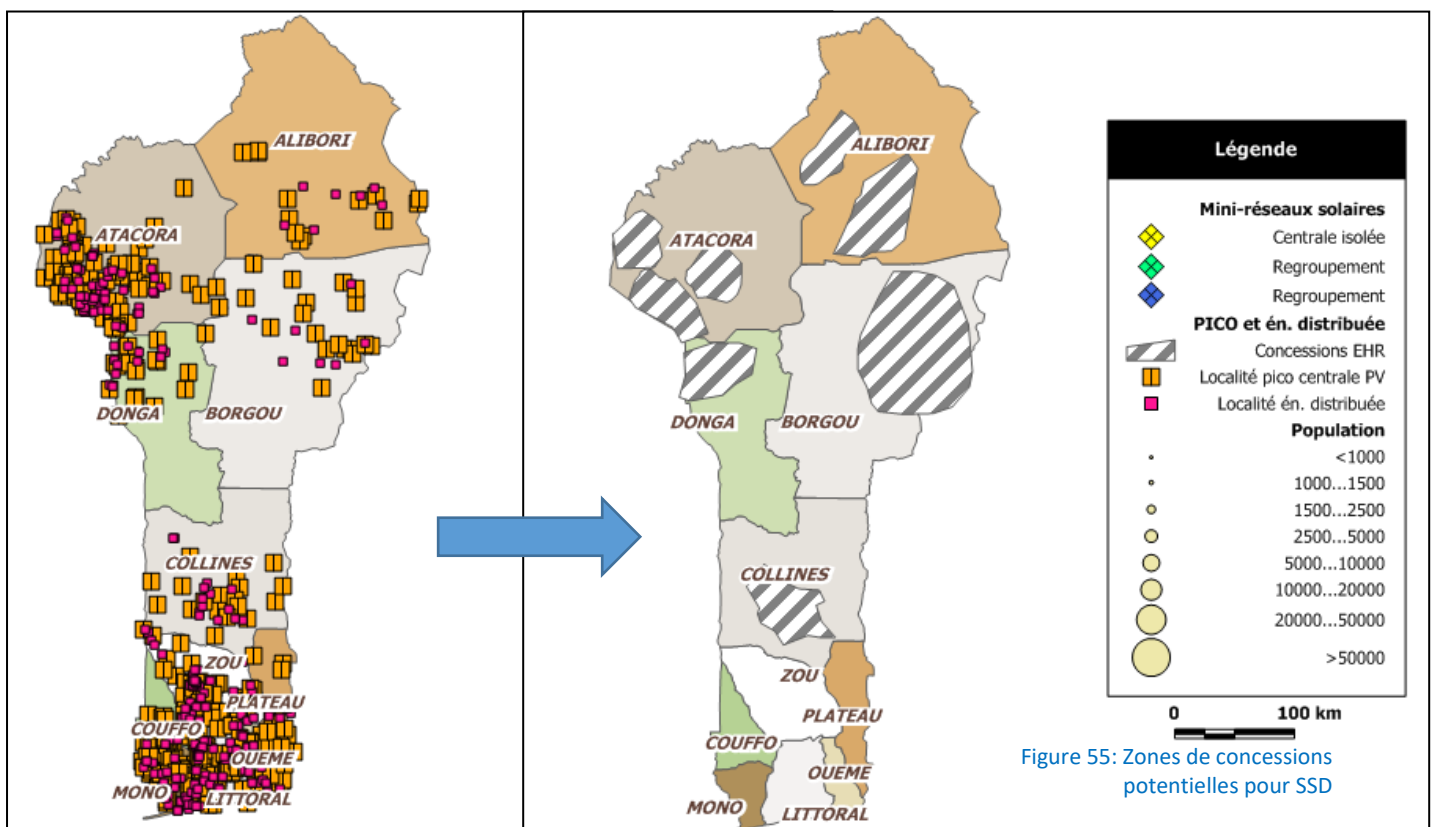 ALIBORI
ATACORA
DONGA
BORGOU
COLLINES
ZOU
PLATEAU
COUFFO
OUEME
MONO
LITTORAL
ALIBORI
ATACORA
DONGA
BORGOU
COLLINES
ZOU
PLATEAU
COUFFO
OUEME
MONO
LITTORAL
Légende
Mini-réseaux solaires
Centrale isolée
Regroupement
Regroupement
PICO et én. distribuée
Concessions EHR
Localité pico centrale PV
Localité én. distribuée
Population
<1000
1000...1500
1500...2500
2500...5000
5000...10000
10000...20000
20000...50000
>50000
0 100 km
Figure 55: Zones de concessions
potentielles pour SSD